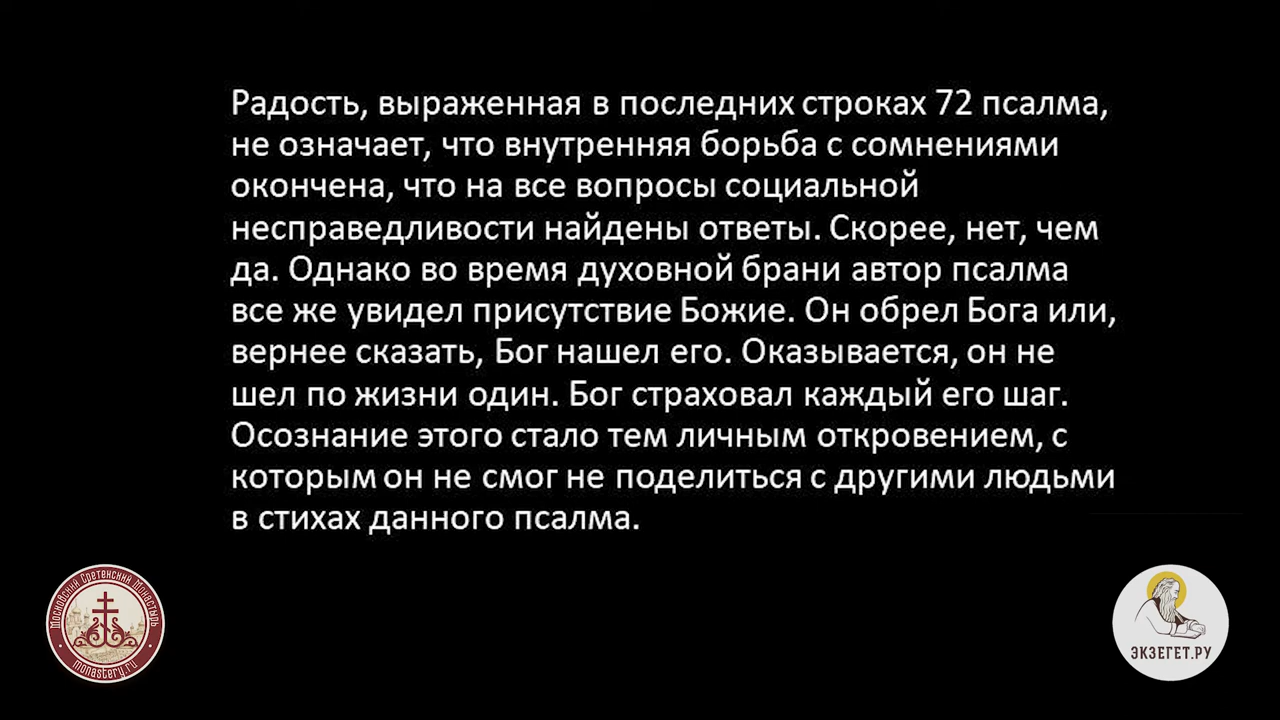 Радость, выраженная в последних строках 72 псалма,
не означает, что внутренняя борьба с сомнениями
окончена, что на все вопросы социальной
несправедливости найдены ответы. Скорее, нет, чем
да. Однако во время духовной брани автор псалма
все же увидел присутствие Божие. Он обрел Бога или,
вернее сказать, Бог нашел его. Оказывается, он не
шел по жизни один. Бог страховал каждый его шаг.
Осознание этого стало тем личным откровением, с
которым он не смог не поделиться с другими людьми
в стихах данного псалма.
Московский Сретенский Монастырь
monastery.ru
ЭКЗЕГЕТ.РУ